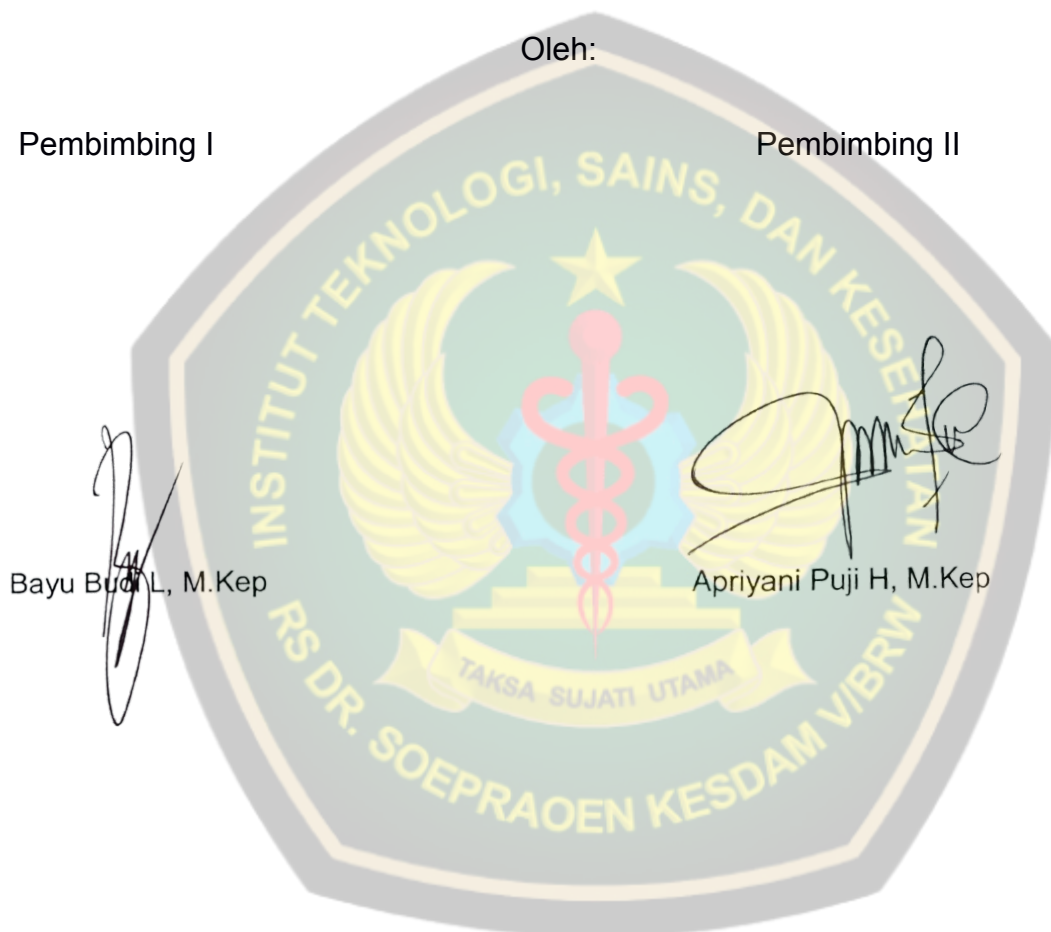 Oleh:
Pembimbing I
Pembimbing II
INSTITUT TEKNOLOGI, SAINS, DAN KESEHATAN
Bayu Budi L, M.Kep
Apriyani Puji H, M.Kep
TAKSA SUJATI UTAMA
RS DR. SOEPRAOEN KESDAM V/BRW